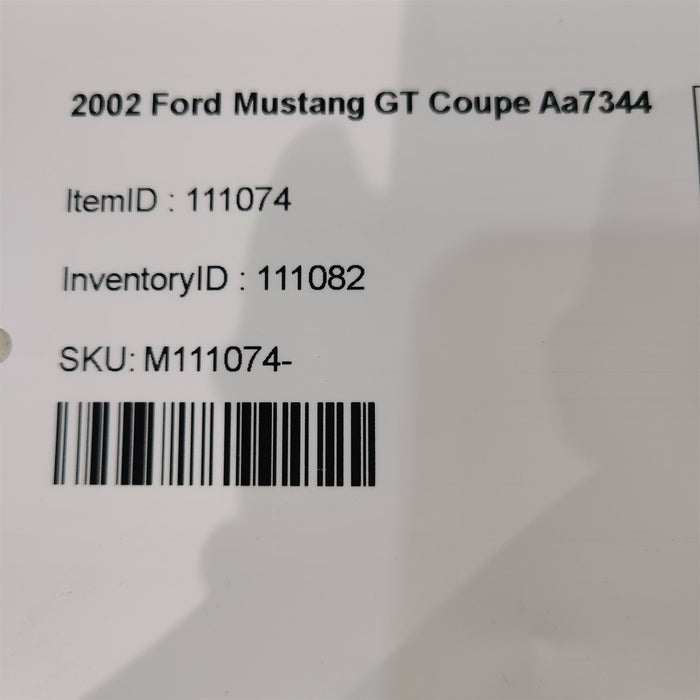 2002 Ford Mustang GT Coupe Aa7344
ItemID : 111074
InventoryID : 111082
SKU: M111074-